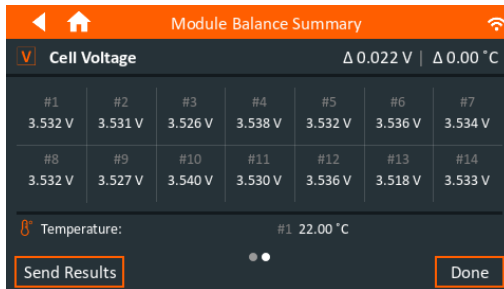 Module Balance Summary
V Cell Voltage Δ 0.022 V | Δ 0.00 ˚C
#1 #2 #3 #4 #5 #6 #7
3.532 V 3.531 V 3.526 V 3.538 V 3.532 V 3.536 V 3.534 V
#8 #9 #10 #11 #12 #13 #14
3.532 V 3.527 V 3.540 V 3.530 V 3.536 V 3.518 V 3.533 V
Temperature: #1 22.00 ˚C
Send Results Done